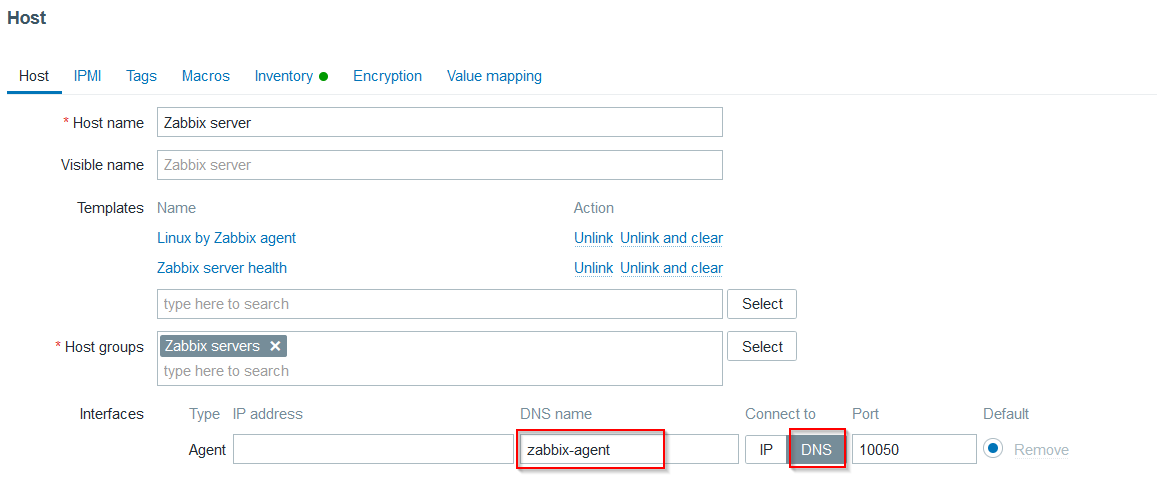 Host
Host IPMI Tags Macros Inventory Encryption Value mapping
* Host name Zabbix server
Visible name Zabbix server
Templates Name Action
Linux by Zabbix agent Unlink Unlink and clear
Zabbix server health Unlink Unlink and clear
type here to search Select
* Host groups Zabbix servers × Select
type here to search
Interfaces Type IP address DNS name Connect to Port Default
Agent zabbix-agent IP DNS 10050 Remove